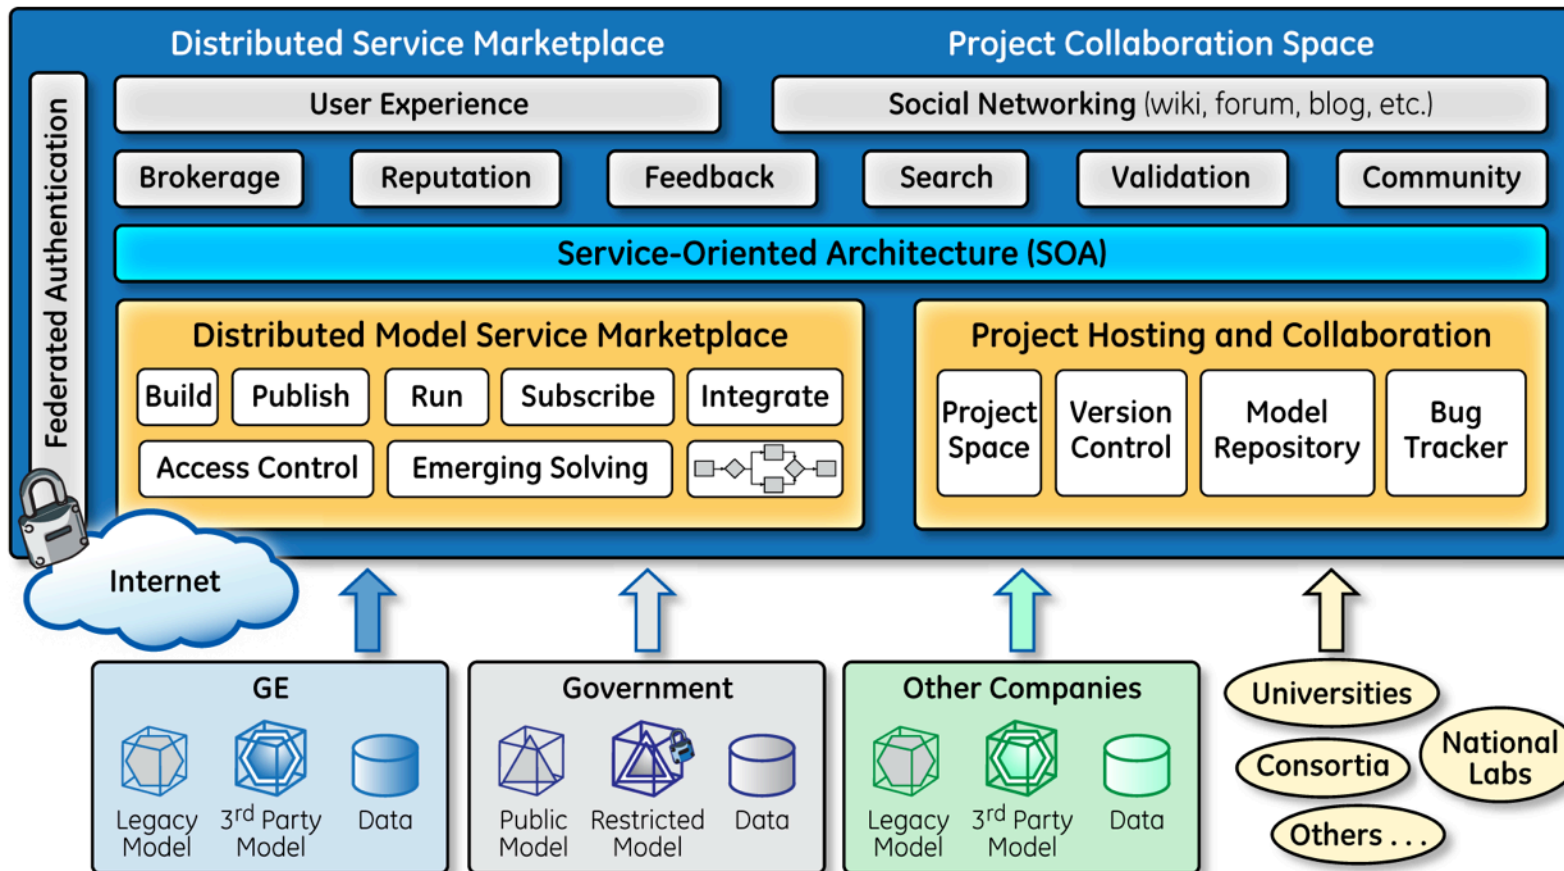 Distributed Service Marketplace
Project Collaboration Space
Federated Authentication
User Experience
Social Networking (wiki, forum, blog, etc.)
Brokerage
Reputation
Feedback
Search
Validation
Community
Service-Oriented Architecture (SOA)
Distributed Model Service Marketplace
Build
Publish
Run
Subscribe
Integrate
Access Control
Emerging Solving
Project Hosting and Collaboration
Project
Space
Version
Control
Model
Repository
Bug
Tracker
Internet
GE
Legacy
Model
3rd Party
Model
Data
Government
Public
Model
Restricted
Model
Data
Other Companies
Legacy
Model
3rd Party
Model
Data
Universities
Consortia
National
Labs
Others . . .